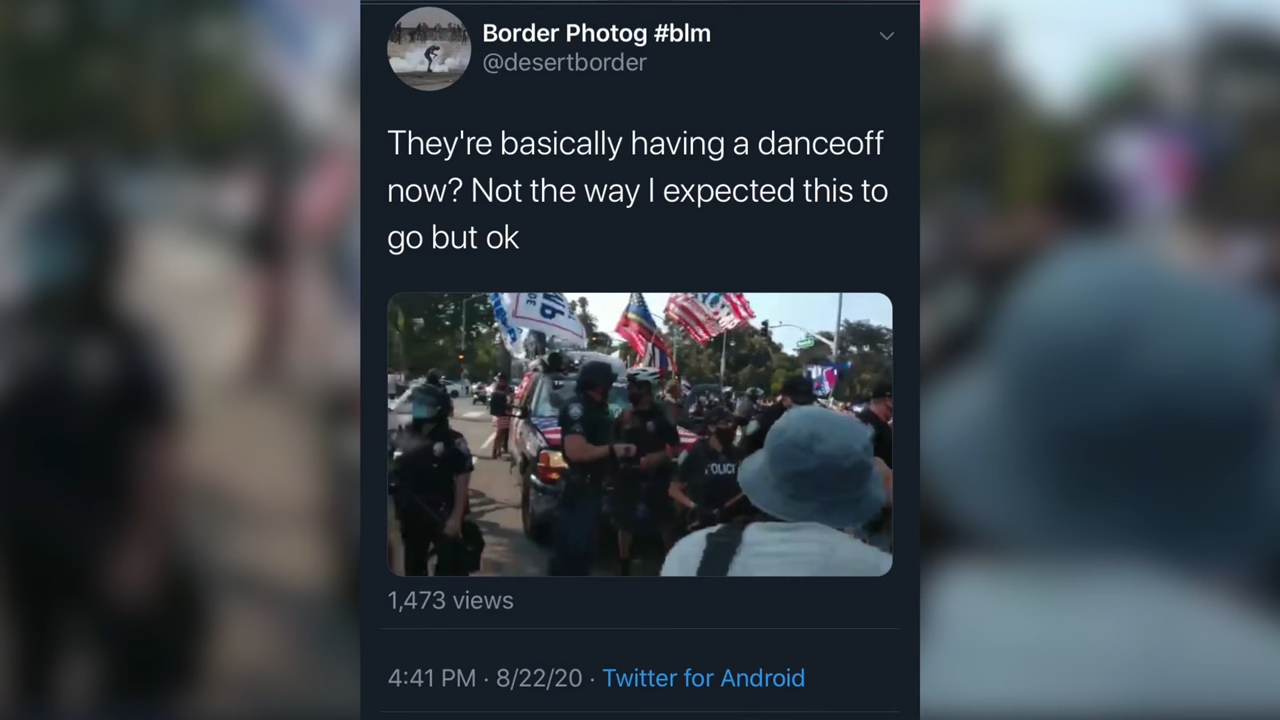 Border Photog #blm
@desertborder
They're basically having a danceoff
now? Not the way I expected this to
go but ok
POLICE
1,473 views
4:41 PM · 8/22/20 · Twitter for Android